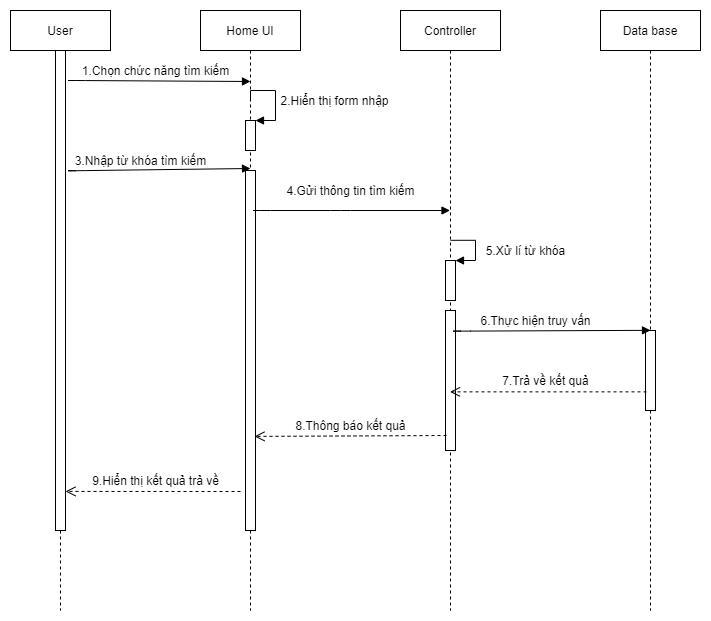 User
Home UI
Controller
Data base
1.Chọn chức năng tìm kiếm
2.Hiển thị form nhập
3.Nhập từ khóa tìm kiếm
4.Gửi thông tin tìm kiếm
5.Xử lí từ khóa
6.Thực hiện truy vấn
7.Trả về kết quả
8.Thông báo kết quả
9.Hiển thị kết quả trả về